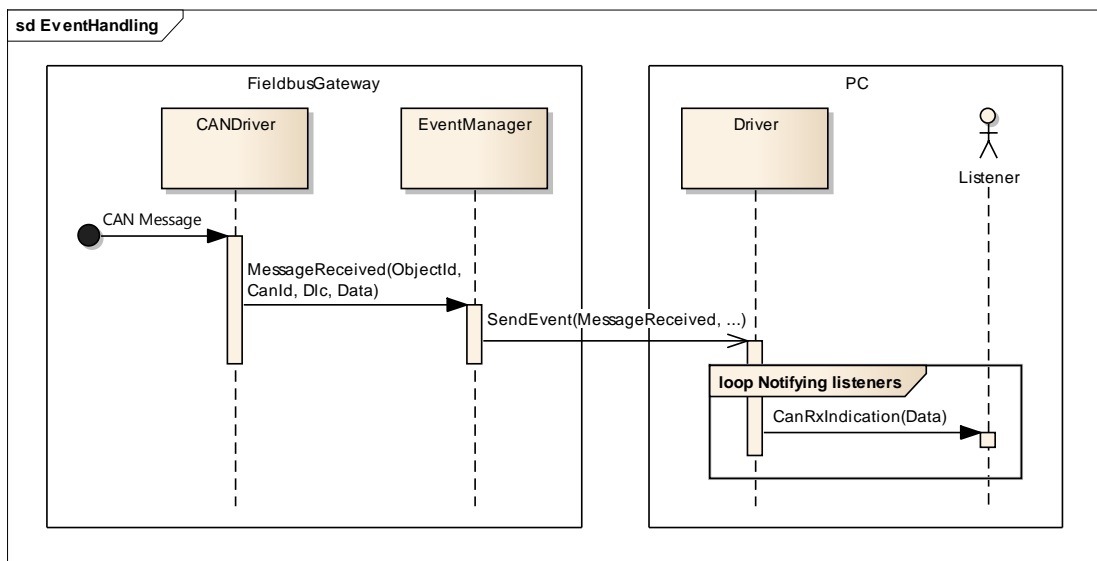 sd EventHandling
FieldbusGateway
PC
CANDriver
EventManager
Driver
Listener
CAN Message
MessageReceived(ObjectId,
CanId, Dlc, Data)
SendEvent(MessageReceived, ...)
loop Notifying listeners
CanRxIndication(Data)